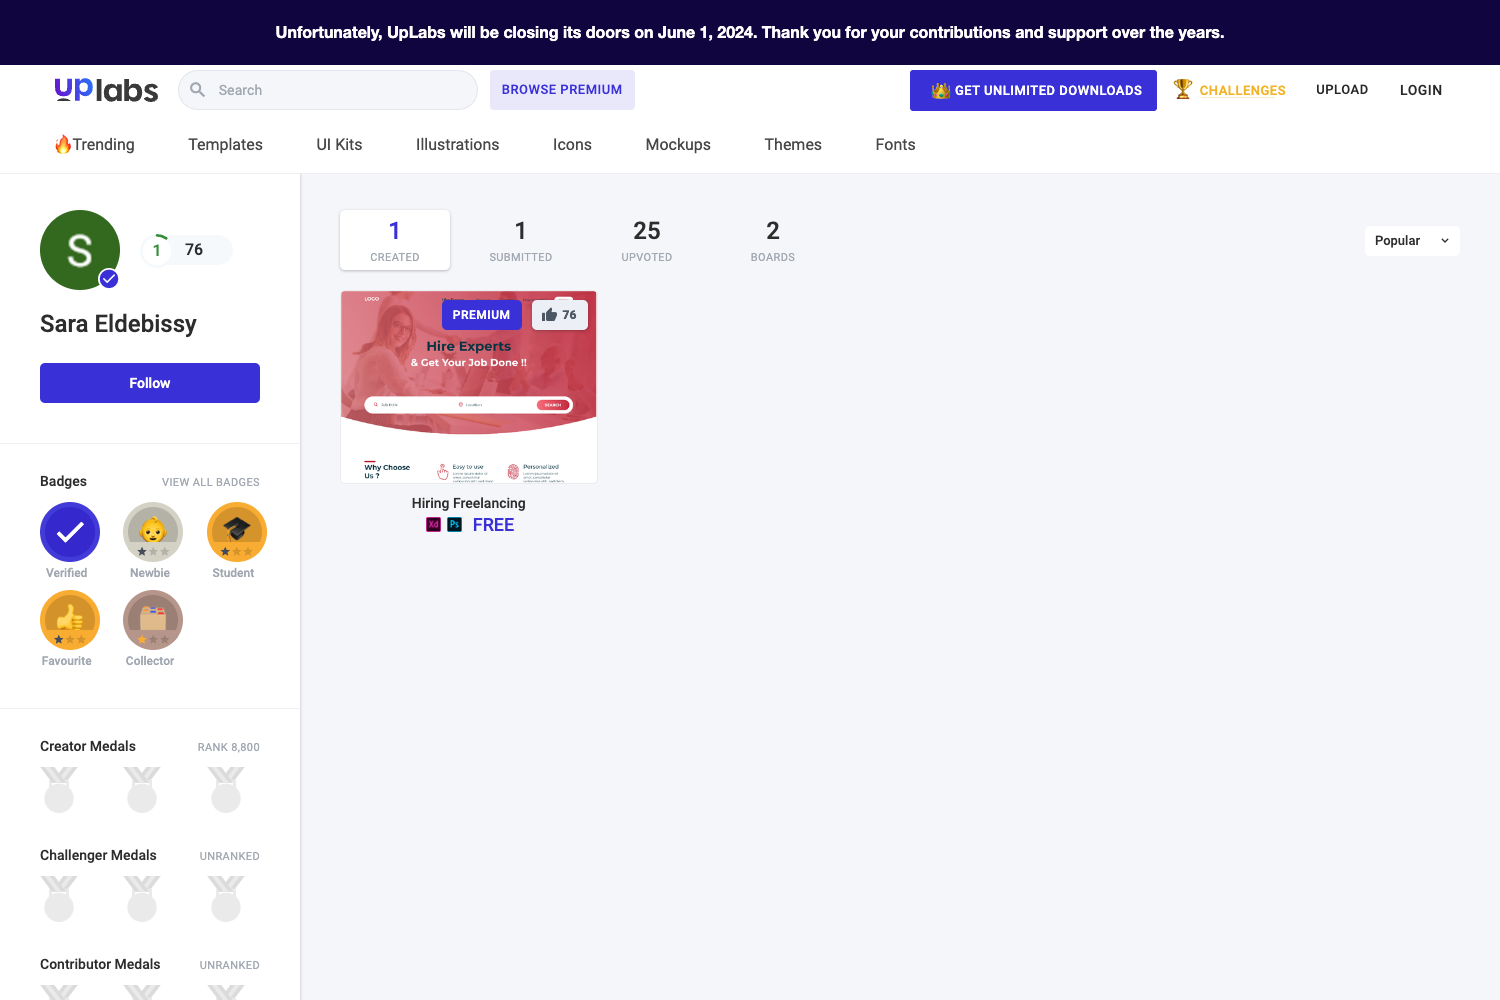 Unfortunately, UpLabs will be closing its doors on June 1, 2024. Thank you for your contributions and support over the years.
uplabs
Search
BROWSE PREMIUM
GET UNLIMITED DOWNLOADS
CHALLENGES
UPLOAD
LOGIN
Trending
Templates
UI Kits
Illustrations
Icons
Mockups
Themes
Fonts
S
1
76
Sara Eldebissy
Follow
Badges
VIEW ALL BADGES
Verified
Newbie
Student
Favourite
Collector
Creator Medals
RANK 8,800
Challenger Medals
UNRANKED
Contributor Medals
UNRANKED
1
CREATED
1
SUBMITTED
25
UPVOTED
2
BOARDS
Popular
LOGO
PREMIUM
76
Hire Experts
& Get Your Job Done !!
Location
SEARCH
Why Choose
Us ?
Easy to use
Personalized
Hiring Freelancing
Xd
Ps
FREE